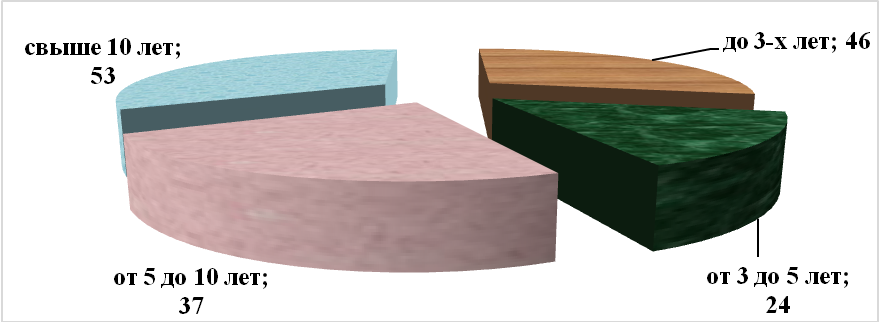 свыше 10 лет;
53
до 3-х лет; 46
от 5 до 10 лет;
37
от 3 до 5 лет;
24